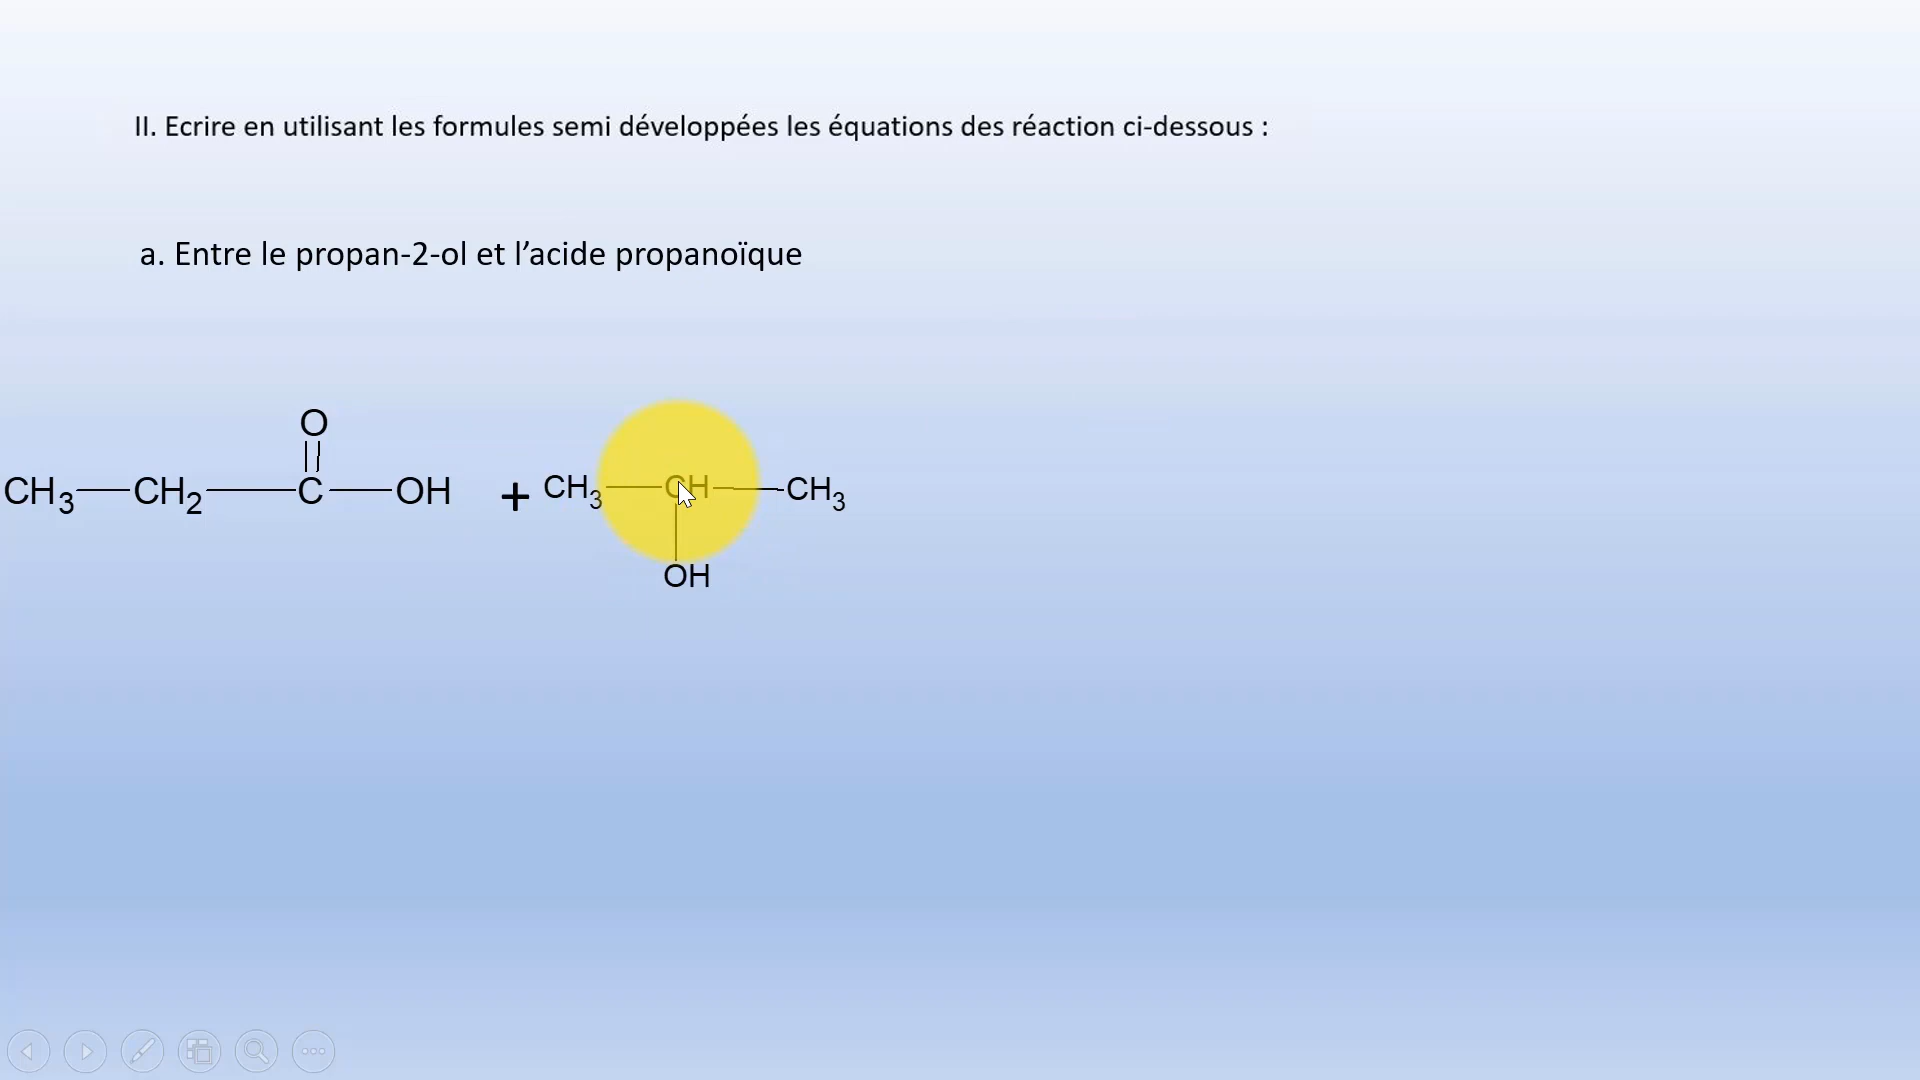 II. Ecrire en utilisant les formules semi développées les équations des réaction ci-dessous :
a. Entre le propan-2-ol et l’acide propanoïque
O
CH3 CH2 C OH + CH3 CH CH3
OH